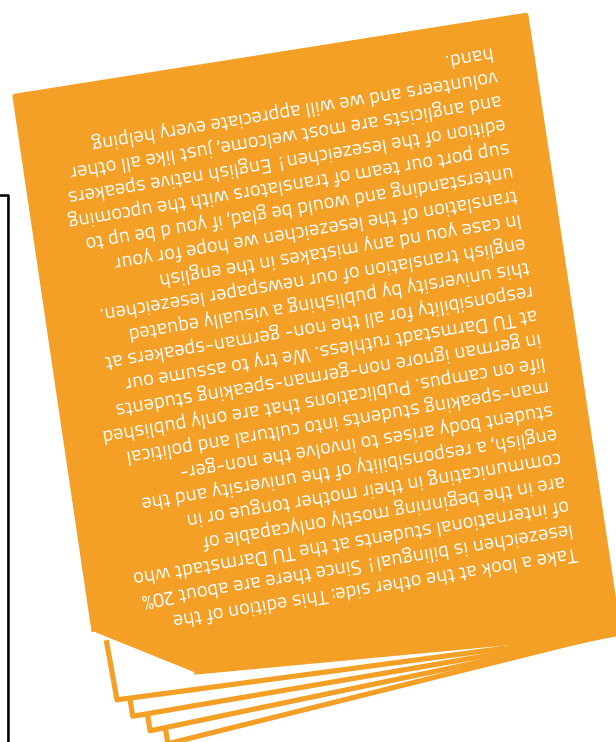 Take a look at the other side: This edition of the
lesezeichen is bilingual! Since there are about 20%
of international students at the TU Darmstadt who
are in the beginning mostly onlycapable of
communicating in their mother tongue or in
english, a responsibility of the university and the
student body arises to involve the non-ger-
man-speaking students into cultural and political
life on campus. Publications that are only published
in german ignore non-german-speaking students
at TU Darmstadt ruthless. We try to assume our
responsibility for all the non- german-speakers at
this university by publishing a visually equated
english translation of our newspaper lesezeichen.
In case you nd any mistakes in the english
translation of the lesezeichen we hope for your
unterstanding and would be glad, if you d be up to
sup port our team of translators with the upcoming
edition of the lesezeichen! English native speakers
and anglicists are most welcome, just like all other
volunteers and we will appreciate every helping
hand.